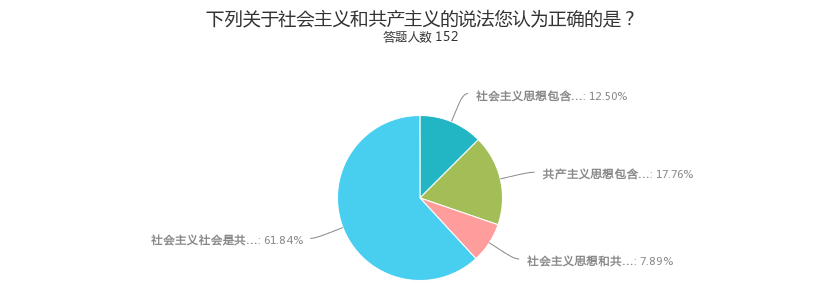 下列关于社会主义和共产主义的说法您认为正确的是？
答题人数 152
社会主义思想包含...: 12.50%
共产主义思想包含...: 17.76%
社会主义社会是共...: 61.84%
社会主义思想和共...: 7.89%